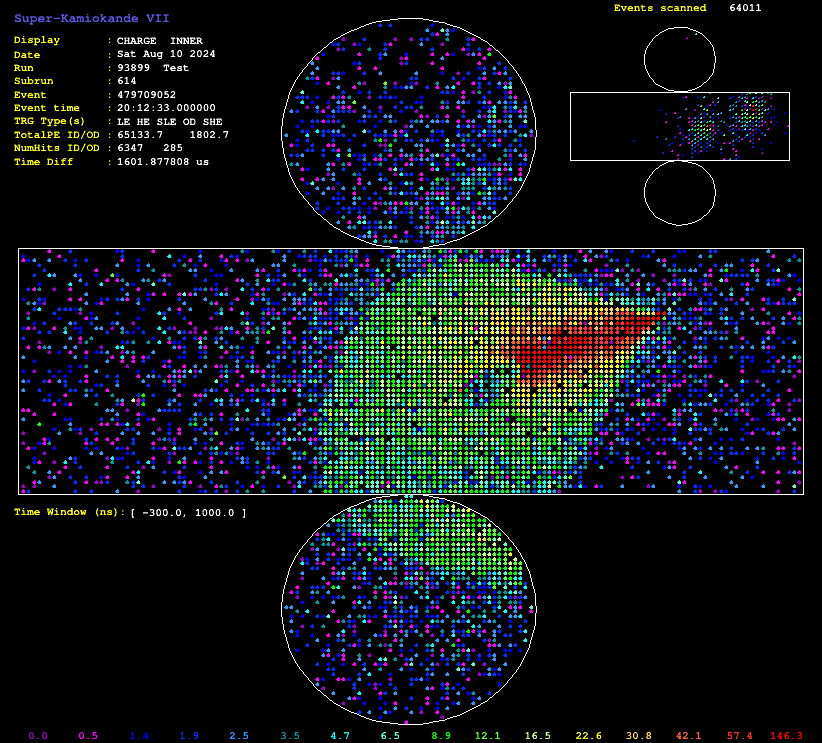 Super-Kamiokande VII
Events scanned 64011
Display : CHARGE INNER
Date : Sat Aug 10 2024
Run : 93899 Test
Subrun : 614
Event : 479709052
Event time : 20:12:33.000000
TRG Type(s) : LE HE SLE OD SHE
TotalPE ID/OD : 65133.7 1802.7
NumHits ID/OD : 6347 285
Time Diff : 1601.877808 us
Time Window (ns): [ -300.0, 1000.0 ]
0.0 0.5 1.4 1.9 2.5 3.5 4.7 6.5 8.9 12.1 16.5 22.6 30.8 42.1 57.4 146.3